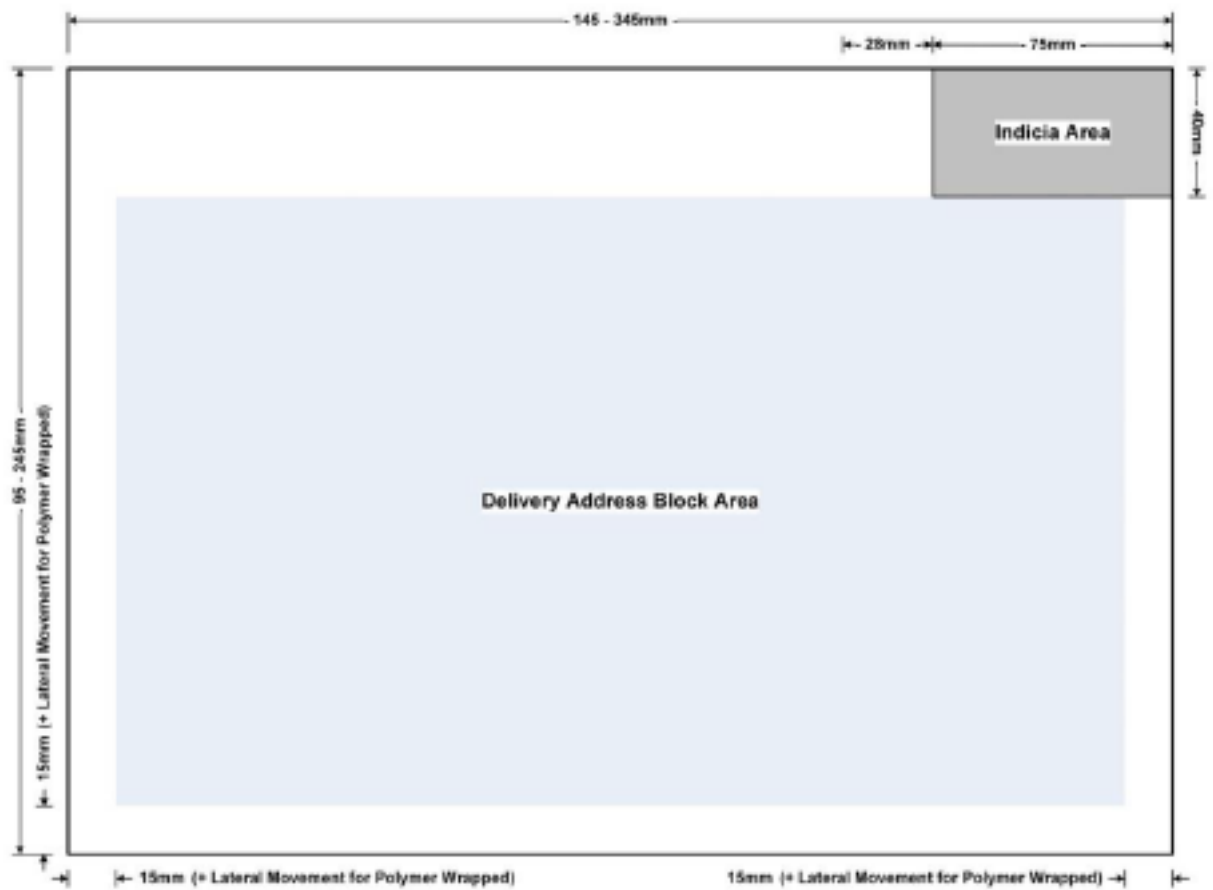 145 - 345mm
28mm
75mm
40mm
Indicia Area
95 - 245mm
15mm (+ Lateral Movement for Polymer Wrapped)
Delivery Address Block Area
15mm (+ Lateral Movement for Polymer Wrapped)
15mm (+ Lateral Movement for Polymer Wrapped)